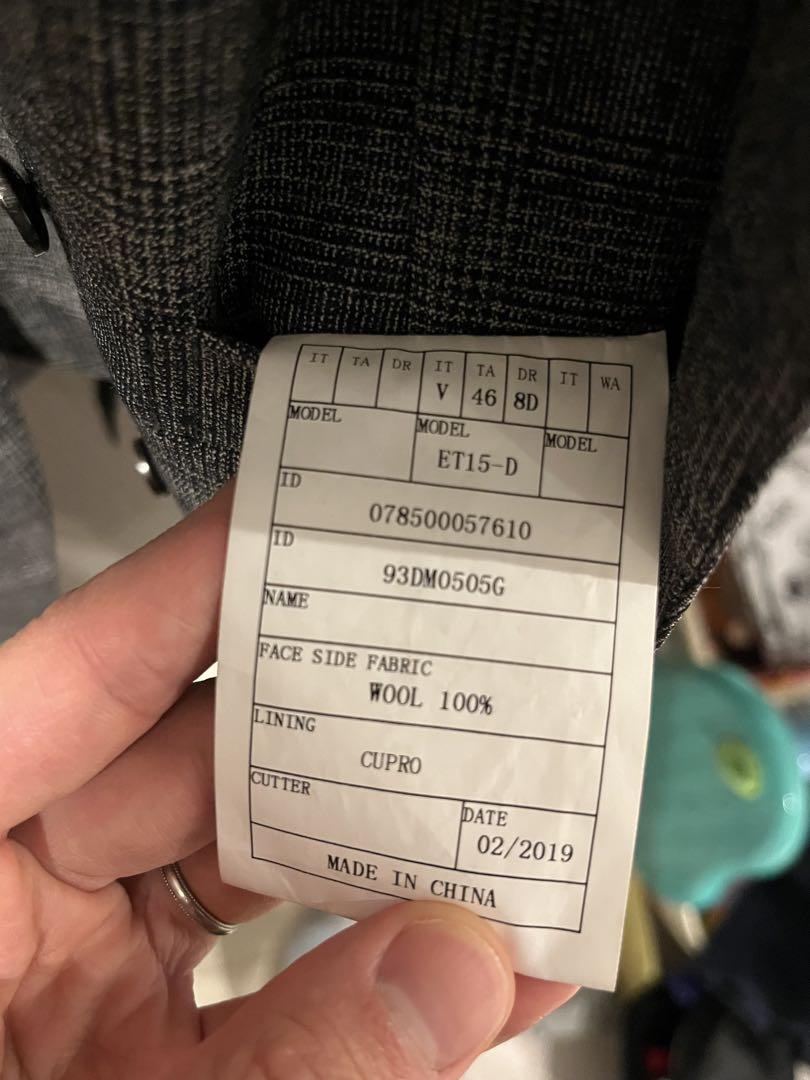 IT TA DR IT TA DR IT WA
V 46 8D
MODEL MODEL MODEL
ET15-D
ID
078500057610
ID
93DM0505G
NAME
FACE SIDE FABRIC
WOOL 100%
LINING
CUPRO
CUTTER DATE
02/2019
MADE IN CHINA